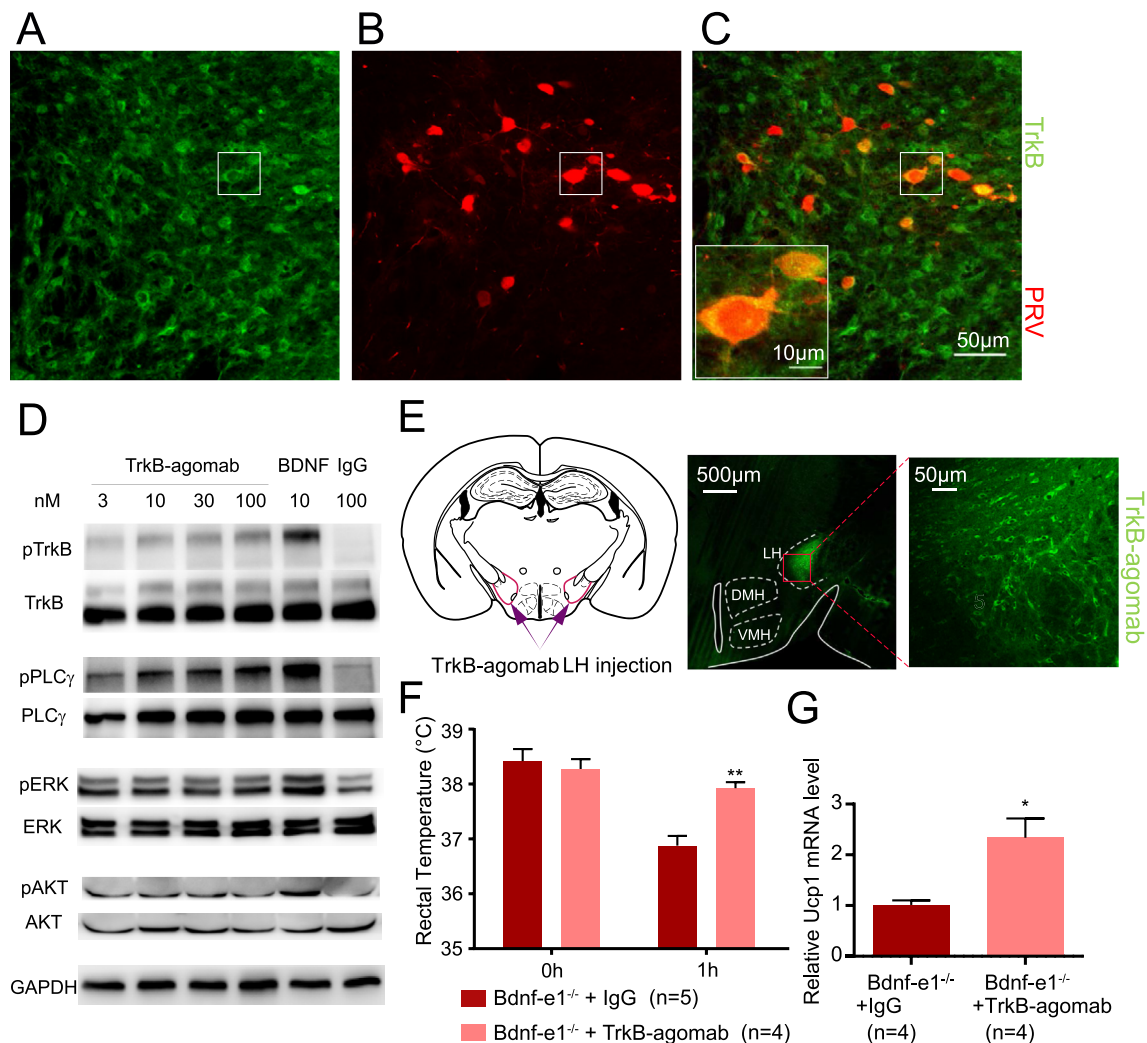 A
B
C
TrkB
PRV
10μm
50μm
D
TrkB-agomab BDNF IgG
nM 3 10 30 100 10 100
pTrkB
TrkB
pPLCγ
PLCγ
pERK
ERK
pAKT
AKT
GAPDH
E
TrkB-agomab LH injection
500μm
LH
DMH
VMH
50μm
5
TrkB-agomab
F
Rectal Temperature (°C)
39
38
37
36
35
**
0h 1h
Bdnf-e1-/- + IgG (n=5)
Bdnf-e1-/- + TrkB-agomab (n=4)
G
Relative Ucp1 mRNA level
3
2
1
0
*
Bdnf-e1-/- Bdnf-e1-/-
+IgG +TrkB-agomab
(n=4) (n=4)